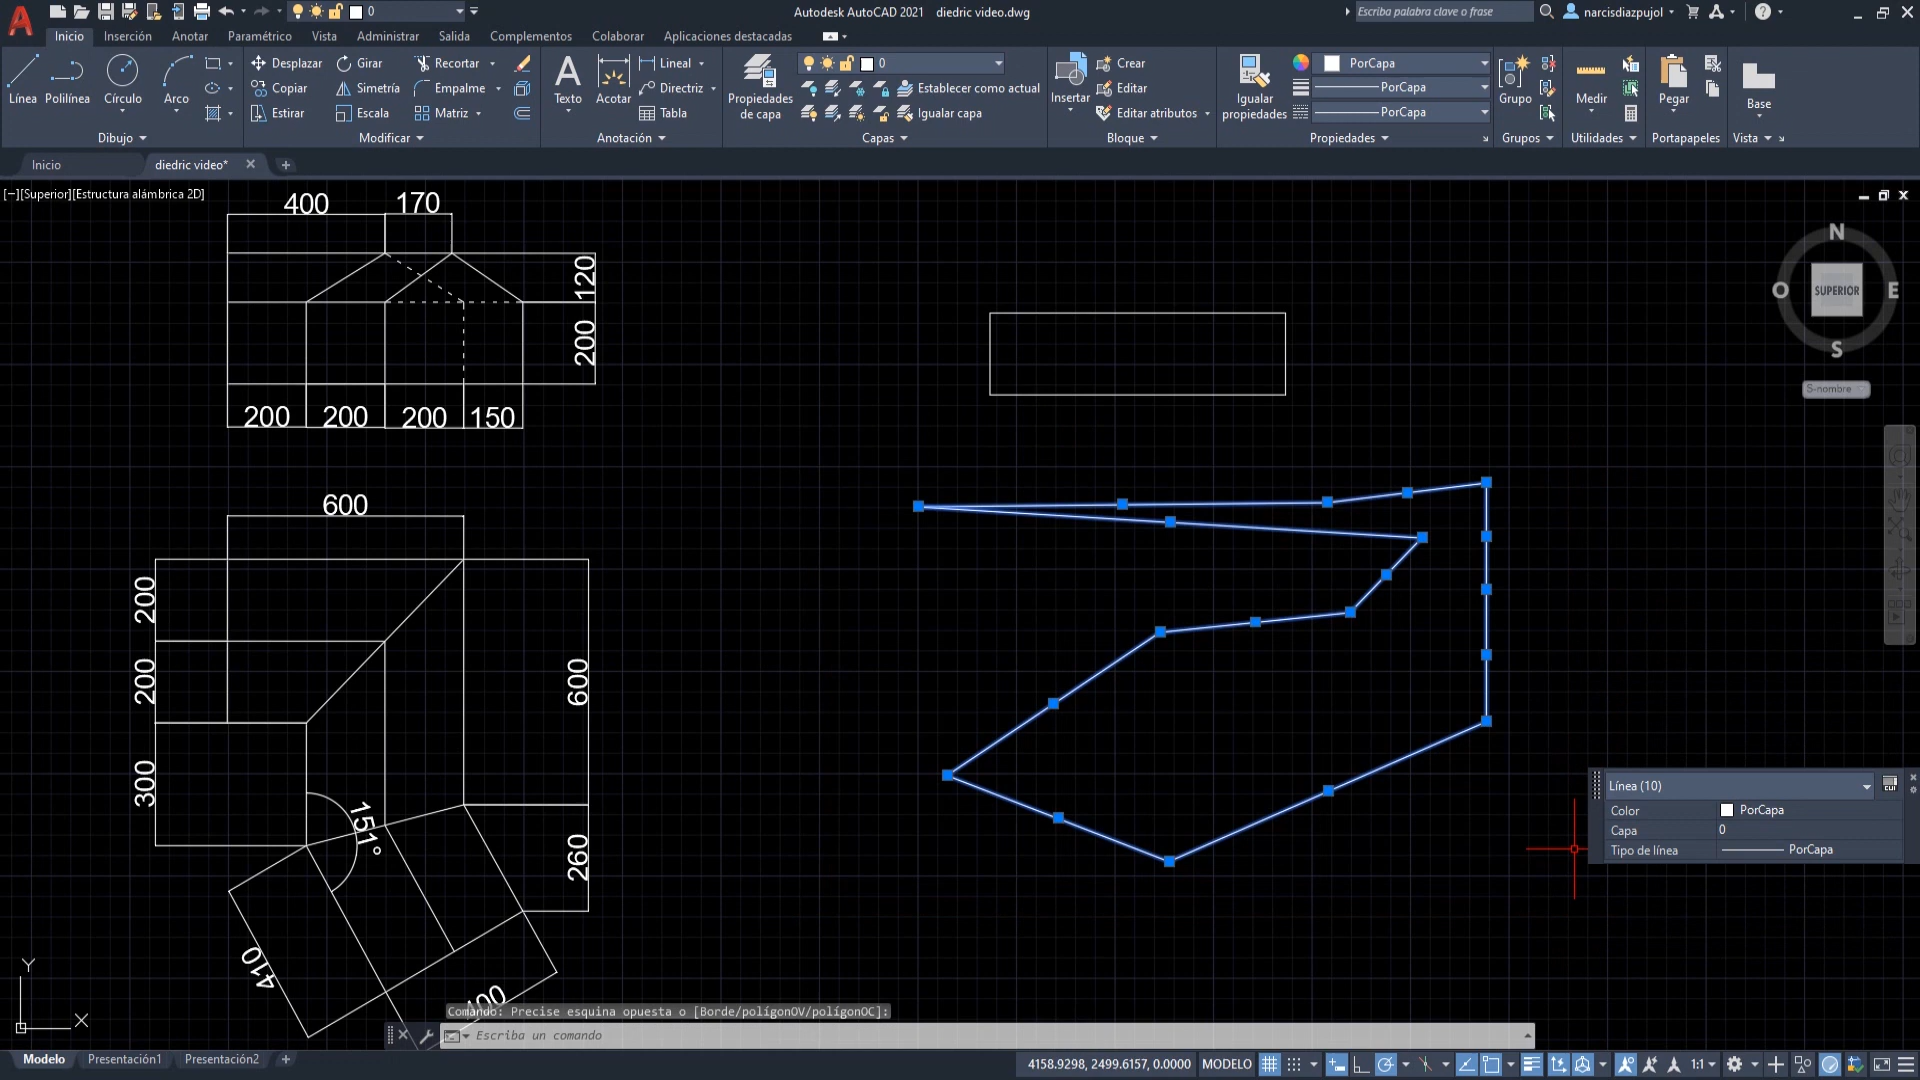 0
Autodesk AutoCAD 2021 diedric video.dwg
Escriba palabra clave o frase
narcisdiazpujol
Inicio Inserción Anotar Paramétrico Vista Administrar Salida Complementos Colaborar Aplicaciones destacadas
Línea Polilínea Círculo Arco
Desplazar Girar Recortar
Copiar Simetría Empalme
Estirar Escala Matriz
Texto Acotar
Lineal
Directriz
Tabla
Propiedades de capa
0
Establecer como actual
Igualar capa
Insertar
Crear
Editar
Editar atributos
Igualar propiedades
PorCapa
PorCapa
PorCapa
Grupo Medir Pegar Base
Dibujo Modificar Anotación Capas Bloque Propiedades Grupos Utilidades Portapapeles Vista
Inicio diedric video*
[−][Superior][Estructura alámbrica 2D]
400 170
120
200
200 200 200 150
600
200
200
300
600
260
151°
410
400
N
O SUPERIOR E
S
S-nombre
Línea (10)
Color PorCapa
Capa 0
Tipo de línea PorCapa
Y
X
Comando: Precise esquina opuesta o [Borde/polígonOV/polígonOC]:
Escriba un comando
Modelo Presentación1 Presentación2
4158.9298, 2499.6157, 0.0000 MODELO 1:1